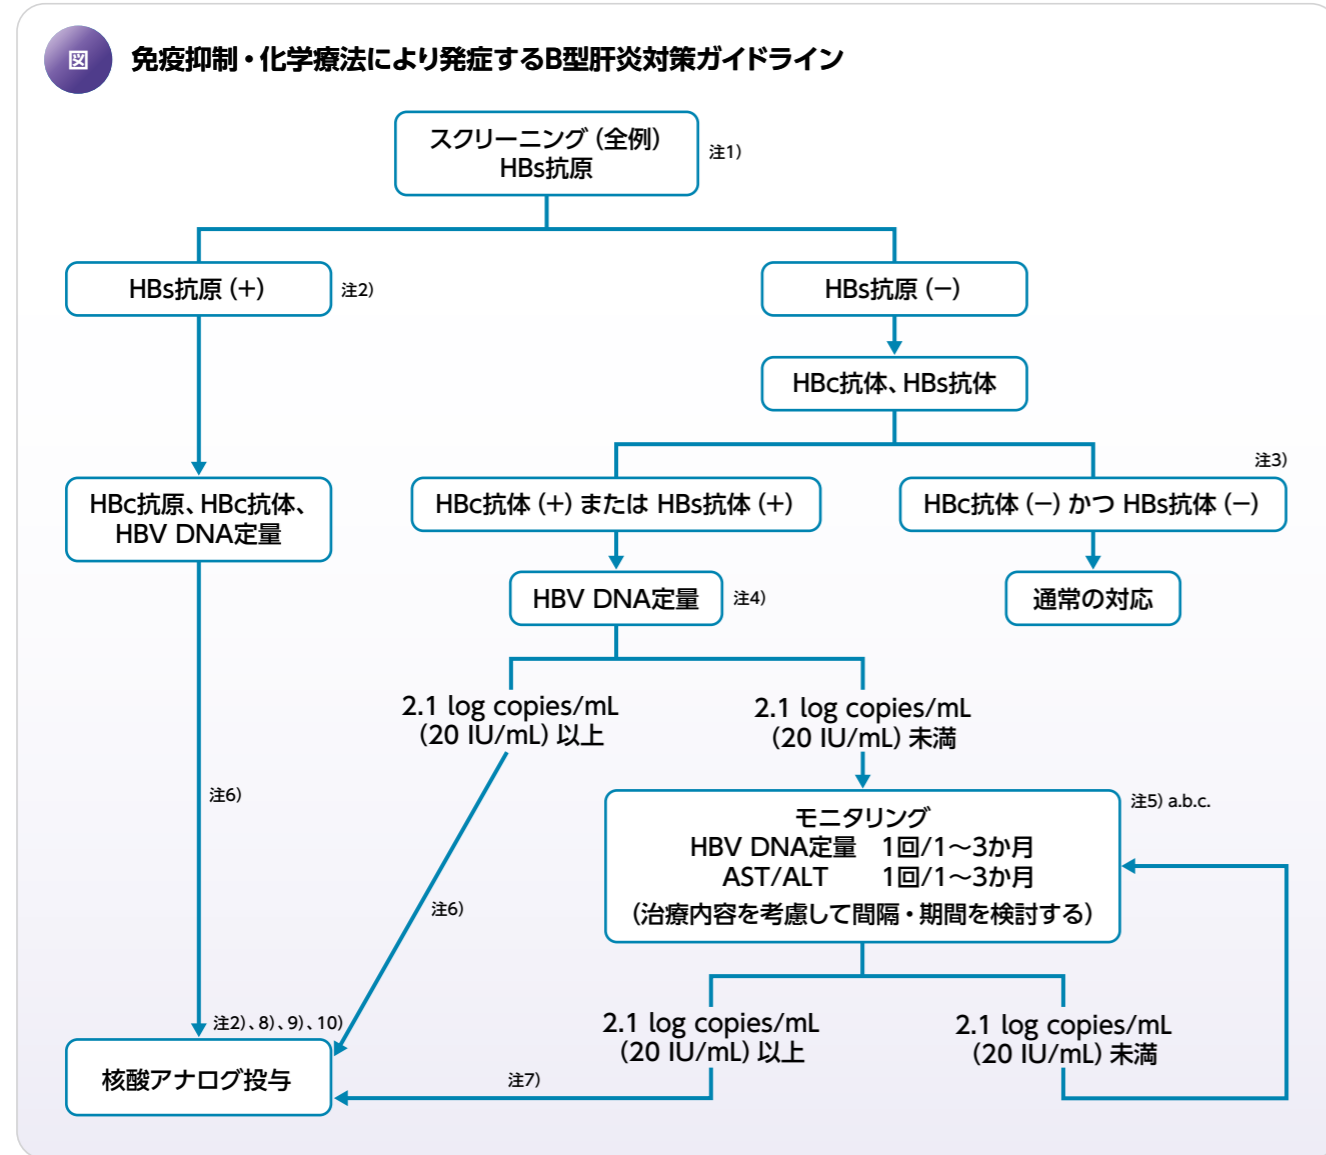 図
免疫抑制・化学療法により発症するB型肝炎対策ガイドライン
スクリーニング（全例）
HBs抗原
注1)
HBs抗原（＋）
注2)
HBs抗原（－）
HBc抗体、HBs抗体
注3)
HBc抗原、HBc抗体、
HBV DNA定量
HBc抗体（＋）または HBs抗体（＋）
HBc抗体（－）かつ HBs抗体（－）
HBV DNA定量
注4)
通常の対応
2.1 log copies/mL
（20 IU/mL）以上
2.1 log copies/mL
（20 IU/mL）未満
注6)
注5) a.b.c.
モニタリング
HBV DNA定量 1回/1～3か月
AST/ALT 1回/1～3か月
（治療内容を考慮して間隔・期間を検討する）
注6)
注2)、8)、9)、10)
2.1 log copies/mL
（20 IU/mL）以上
2.1 log copies/mL
（20 IU/mL）未満
核酸アナログ投与
注7)